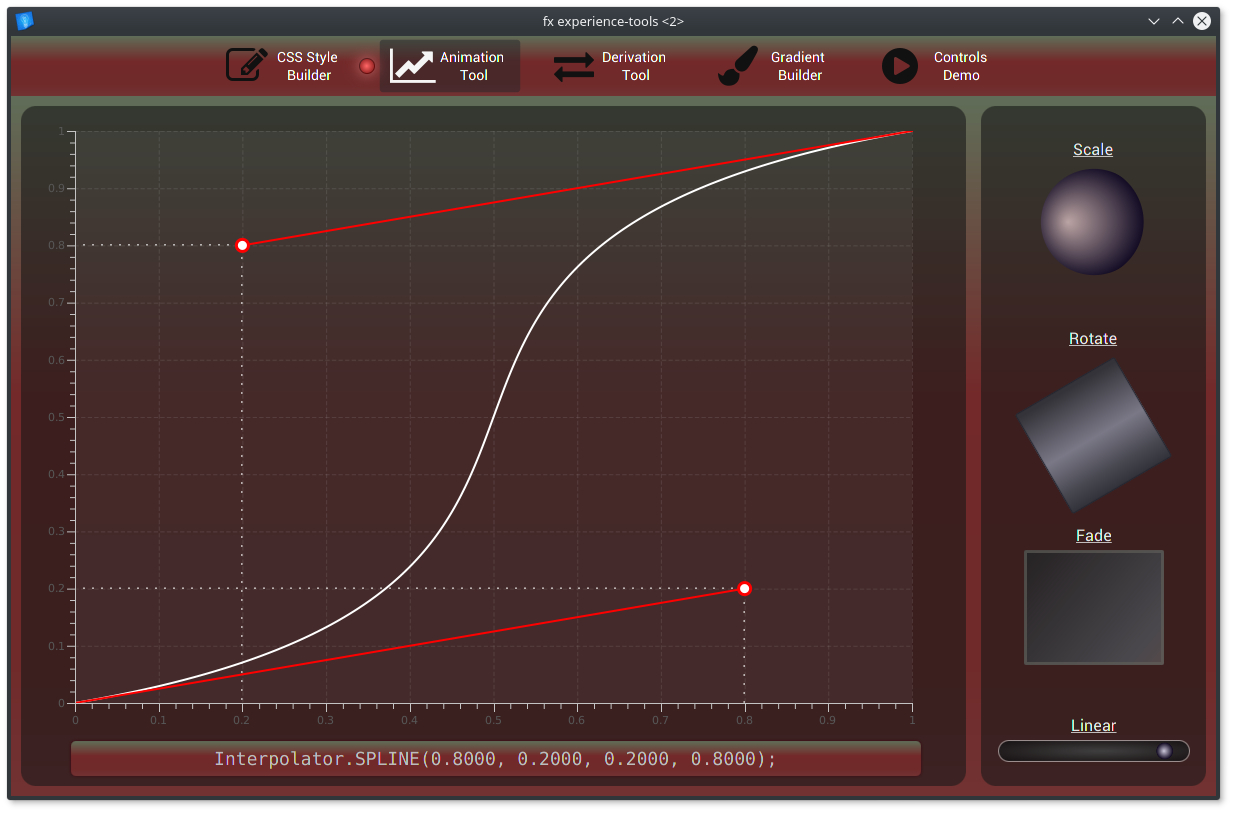 fx experience-tools <2>
CSS Style
Builder
Animation
Tool
Derivation
Tool
Gradient
Builder
Controls
Demo
1
0.9
0.8
0.7
0.6
0.5
0.4
0.3
0.2
0.1
0
0 0.1 0.2 0.3 0.4 0.5 0.6 0.7 0.8 0.9 1
Interpolator.SPLINE(0.8000, 0.2000, 0.2000, 0.8000);
Scale
Rotate
Fade
Linear